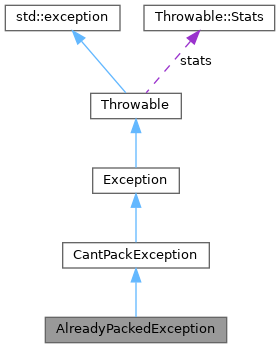 std::exception
Throwable::Stats
stats
Throwable
Exception
CantPackException
AlreadyPackedException